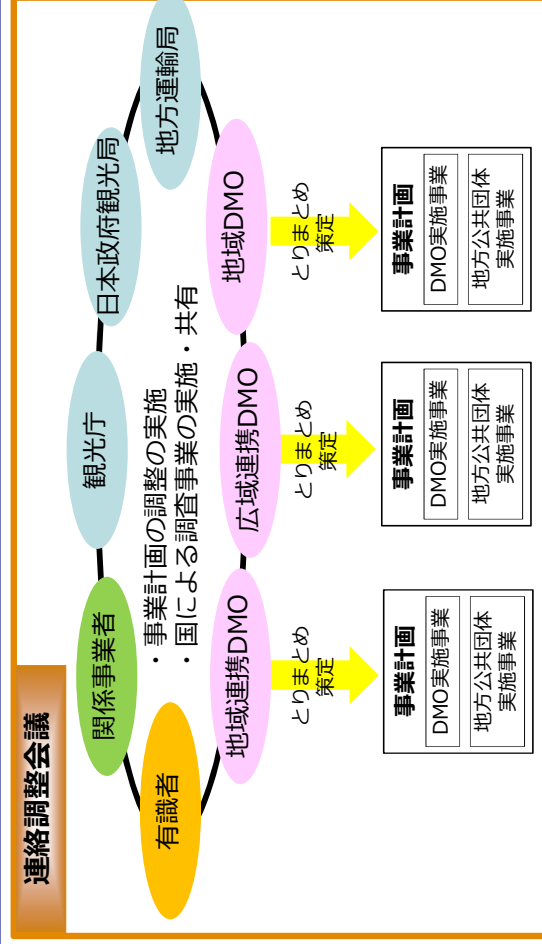 連絡調整会議
関係事業者
観光庁
日本政府観光局
地方運輸局
有識者
・事業計画の調整の実施
・国による調査事業の実施・共有
地域連携DMO
広域連携DMO
地域DMO
とりまとめ
策定
とりまとめ
策定
とりまとめ
策定
事業計画
DMO実施事業
地方公共団体
実施事業
事業計画
DMO実施事業
地方公共団体
実施事業
事業計画
DMO実施事業
地方公共団体
実施事業